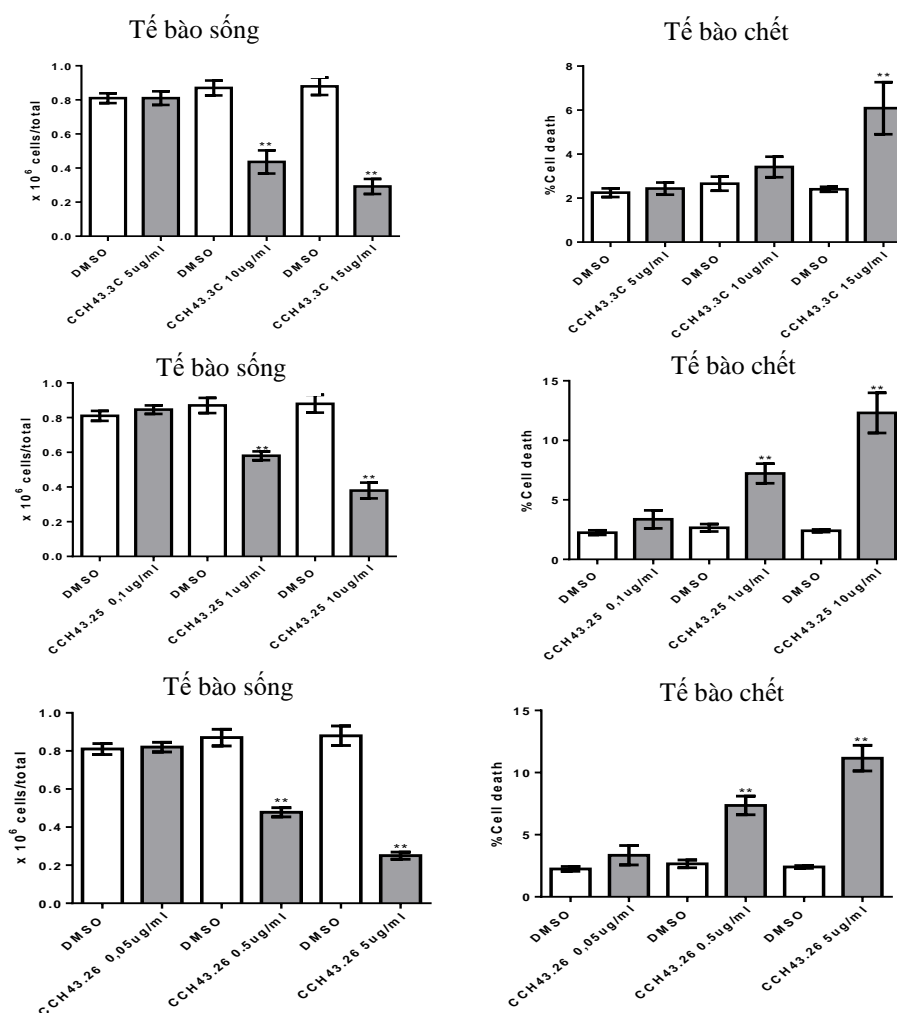 Tế bào sống
x 10⁶ cells/total
1.0
0.8
0.6
0.4
0.2
0.0
**
**
DMSO
CCH43.3C 5ug/ml
DMSO
CCH43.3C 10ug/ml
DMSO
CCH43.3C 15ug/ml
Tế bào chết
%Cell death
8
6
4
2
0
**
DMSO
CCH43.3C 5ug/ml
DMSO
CCH43.3C 10ug/ml
DMSO
CCH43.3C 15ug/ml
Tế bào sống
x 10⁶ cells/total
1.0
0.8
0.6
0.4
0.2
0.0
**
**
DMSO
CCH43.25 0,1ug/ml
DMSO
CCH43.25 1ug/ml
DMSO
CCH43.25 10ug/ml
Tế bào chết
%Cell death
15
10
5
0
**
**
DMSO
CCH43.25 0,1ug/ml
DMSO
CCH43.25 1ug/ml
DMSO
CCH43.25 10ug/ml
Tế bào sống
x 10⁶ cells/total
1.0
0.8
0.6
0.4
0.2
0.0
**
**
DMSO
CCH43.26 0,05ug/ml
DMSO
CCH43.26 0.5ug/ml
DMSO
CCH43.26 5ug/ml
Tế bào chết
%Cell death
15
10
5
0
**
**
DMSO
CCH43.26 0,05ug/ml
DMSO
CCH43.26 0.5ug/ml
DMSO
CCH43.26 5ug/ml